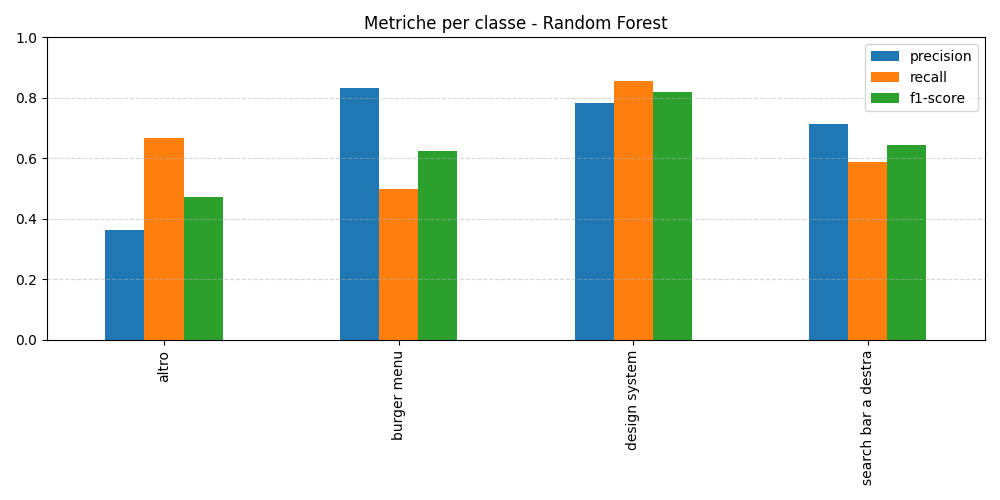 Metriche per classe - Random Forest
1.0
0.8
0.6
0.4
0.2
0.0
precision
recall
f1-score
altro
burger menu
design system
search bar a destra